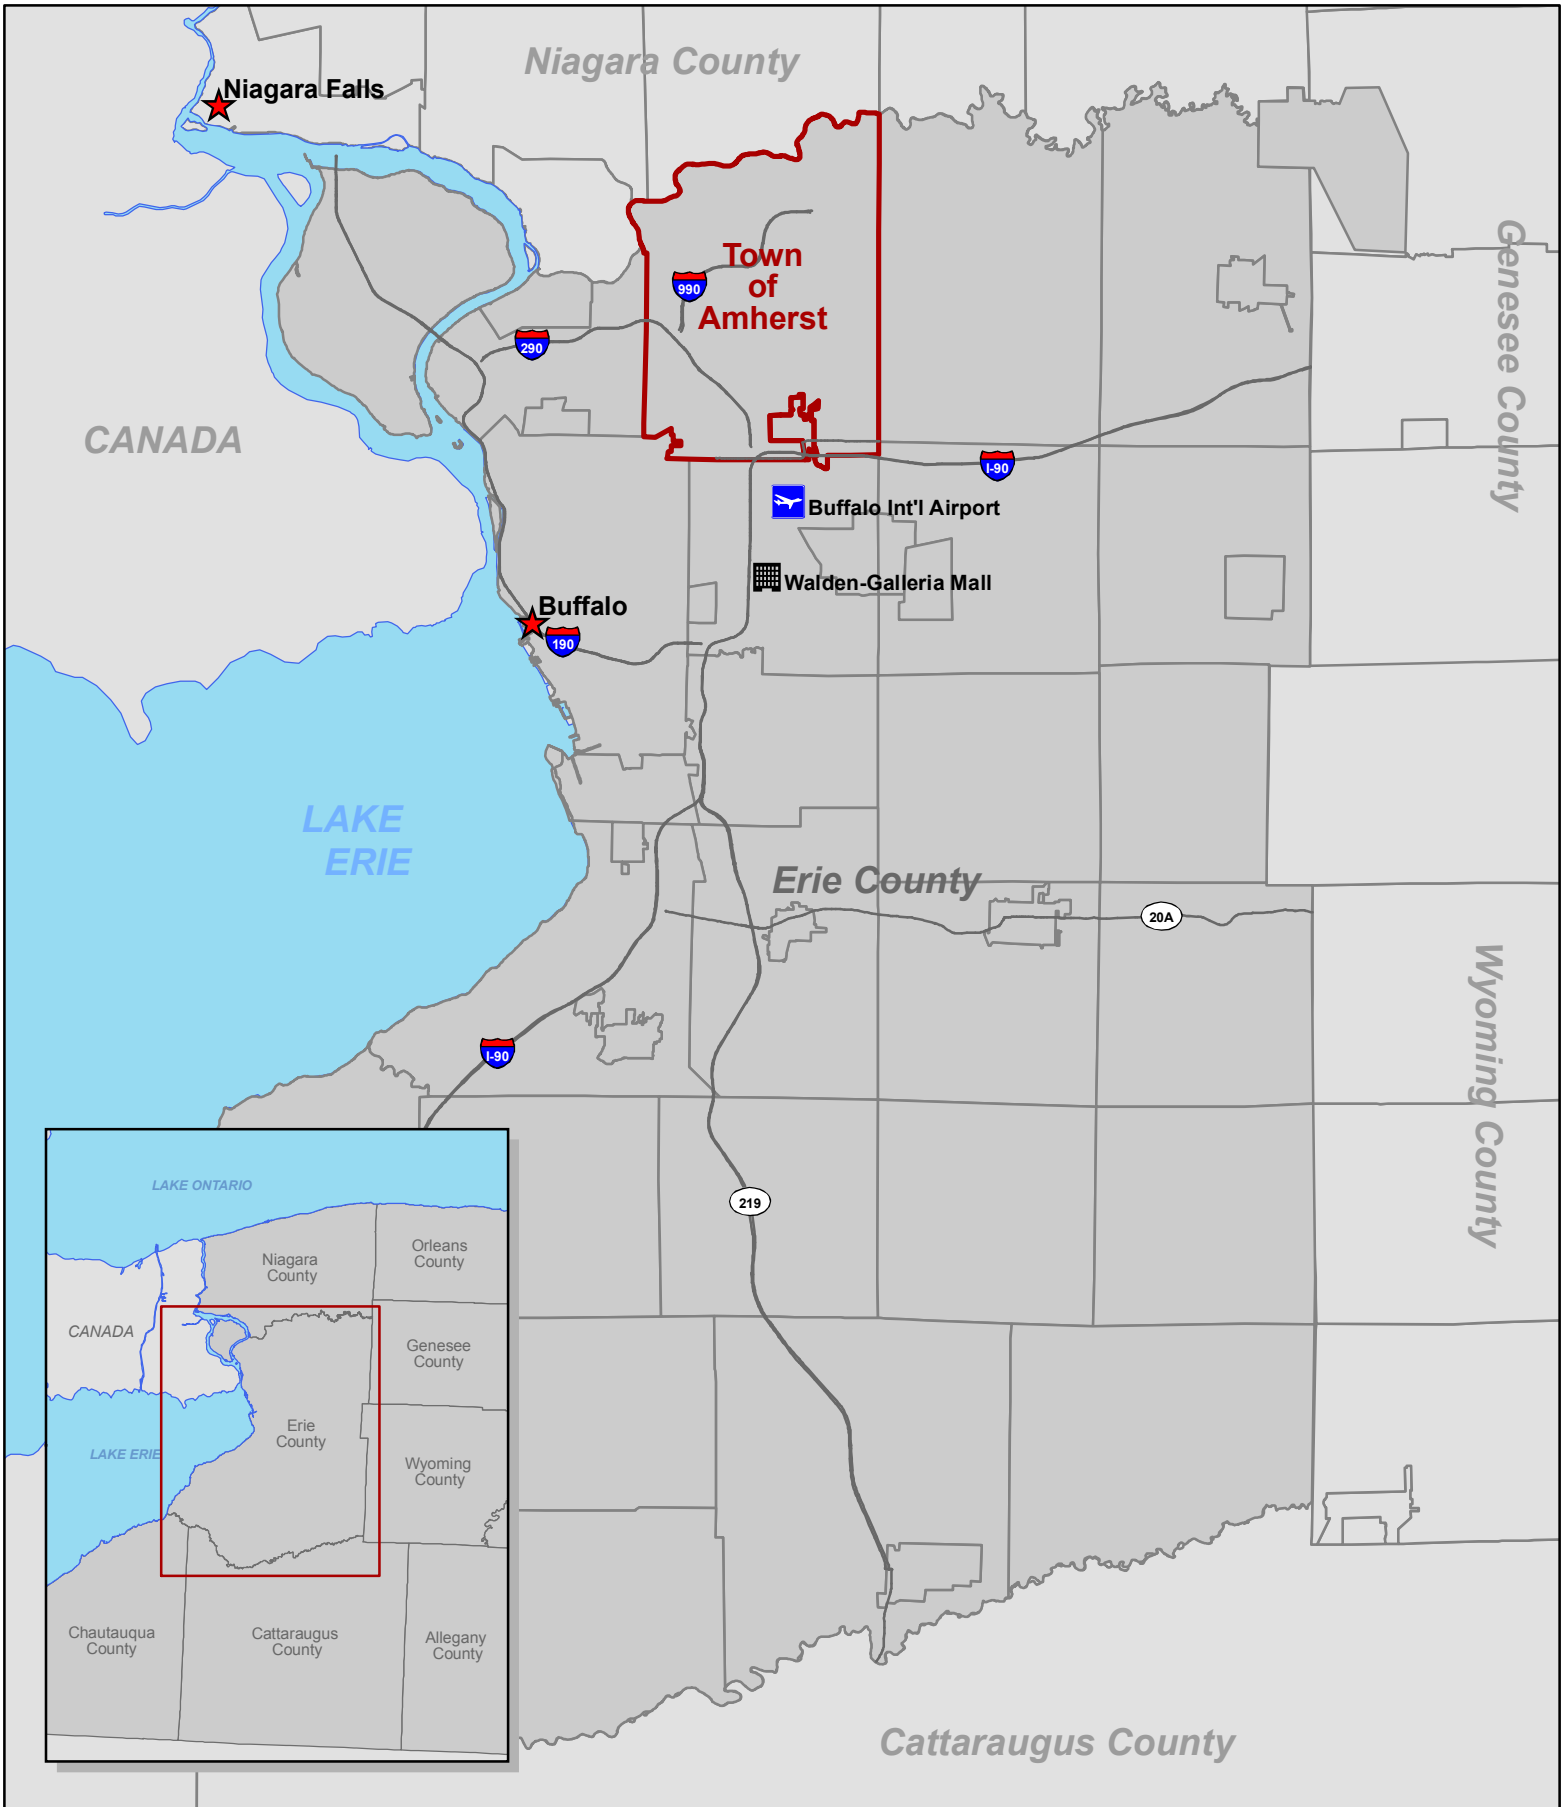 Niagara County
Niagara Falls
Genesee County
Town
of
Amherst
990
290
CANADA
I-90
Buffalo Int'l Airport
Walden-Galleria Mall
Buffalo
190
LAKE
ERIE
Erie County
20A
Wyoming County
I-90
219
LAKE ONTARIO
Niagara
County
Orleans
County
CANADA
Genesee
County
Erie
County
LAKE ERIE
Wyoming
County
Chautauqua
County
Cattaraugus
County
Allegany
County
Cattaraugus County